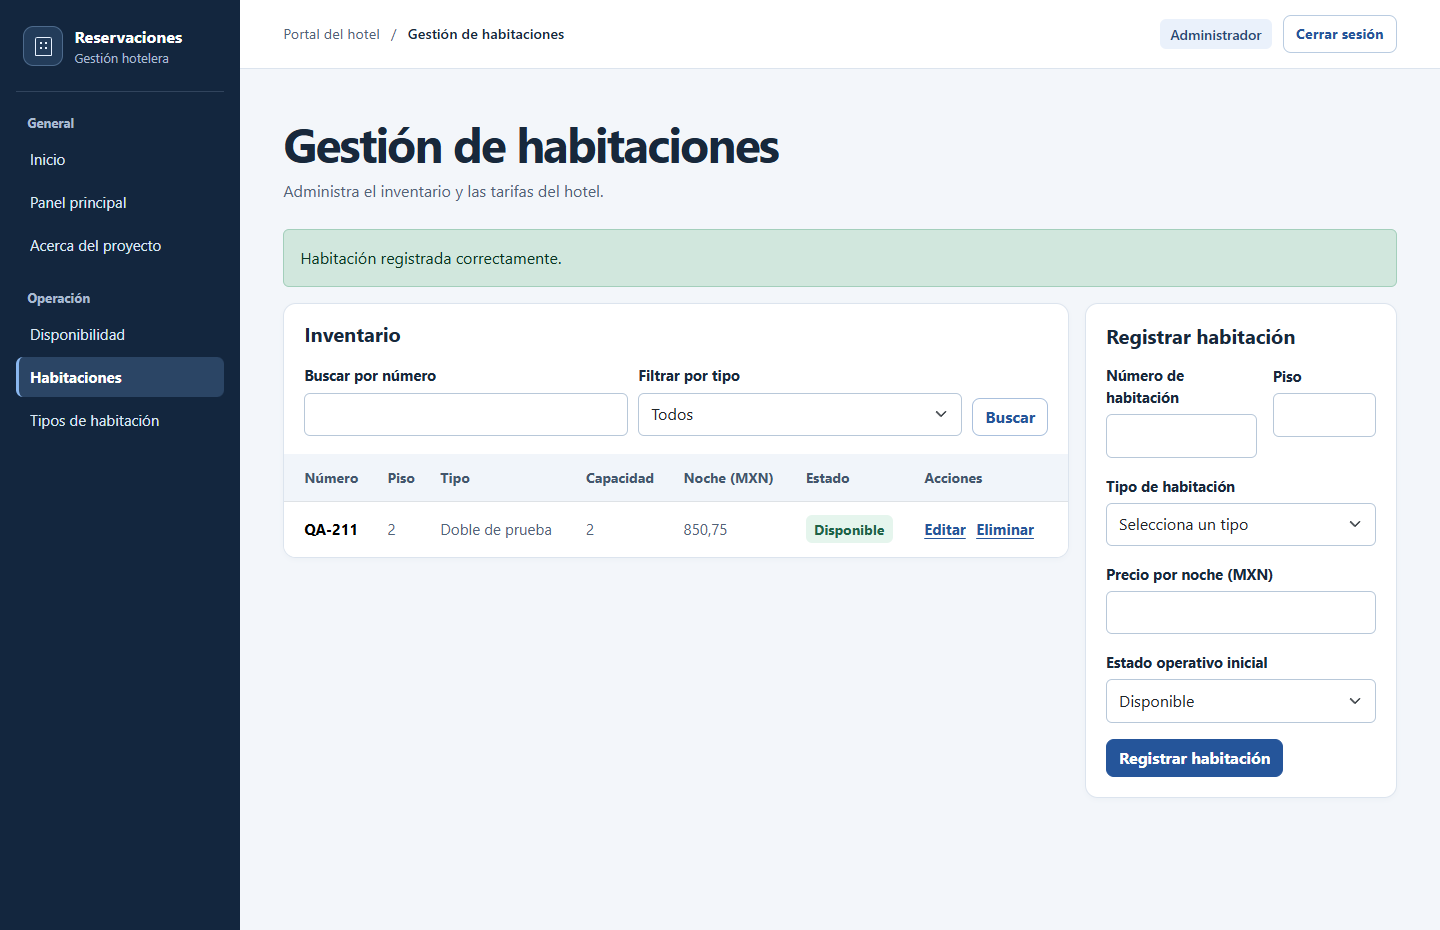 Reservaciones
Gestión hotelera
General
Inicio
Panel principal
Acerca del proyecto
Operación
Disponibilidad
Habitaciones
Tipos de habitación
Portal del hotel / Gestión de habitaciones
Administrador
Cerrar sesión
Gestión de habitaciones
Administra el inventario y las tarifas del hotel.
Habitación registrada correctamente.
Inventario
Buscar por número
Filtrar por tipo
Todos
Buscar
Número Piso Tipo Capacidad Noche (MXN) Estado Acciones
QA-211 2 Doble de prueba 2 850,75 Disponible Editar Eliminar
Registrar habitación
Número de
habitación
Piso
Tipo de habitación
Selecciona un tipo
Precio por noche (MXN)
Estado operativo inicial
Disponible
Registrar habitación